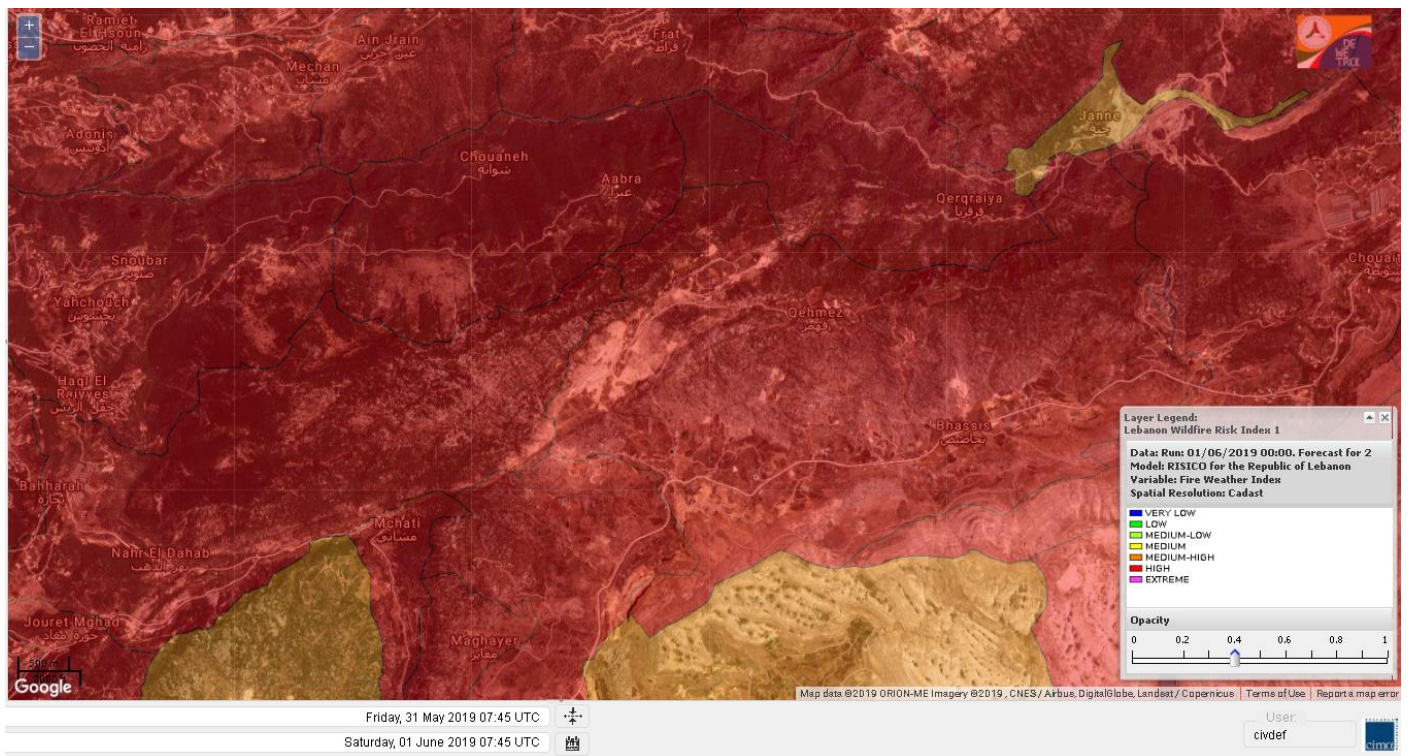 +
−
Ramiet
El Hsoun
رامية الحصون
Ain Jrain
عين جرين
Frat
فراط
Mechan
مشان
DE
WE
TRA
Adonis
أدونيس
Janne
جنة
Chouaneh
شوانه
Aabra
عبرا
Qerqraiya
قرقريا
Snoubar
صنوبر
Chouait
Yahchouch
يحشوش
Qehmez
قهمز
Haql El
Raiyyes
حقل الريس
Bhassis
بحاصيص
Bahharah
بحارة
Mchati
مشاتي
Nahr El Dahab
نهر الذهب
Jouret Mghad
Maghayer
مغاير
500 m
Google
Layer Legend:
Lebanon Wildfire Risk Index 1
Data: Run: 01/06/2019 00:00. Forecast for 2
Model: RISICO for the Republic of Lebanon
Variable: Fire Weather Index
Spatial Resolution: Cadast
VERY LOW
LOW
MEDIUM-LOW
MEDIUM
MEDIUM-HIGH
HIGH
EXTREME
Opacity
0 0.2 0.4 0.6 0.8 1
Map data ©2019 ORION-ME Imagery ©2019 , CNES / Airbus, DigitalGlobe, Landsat / Copernicus Terms of Use Report a map error
Friday, 31 May 2019 07:45 UTC
Saturday, 01 June 2019 07:45 UTC
User:
civdef
cima